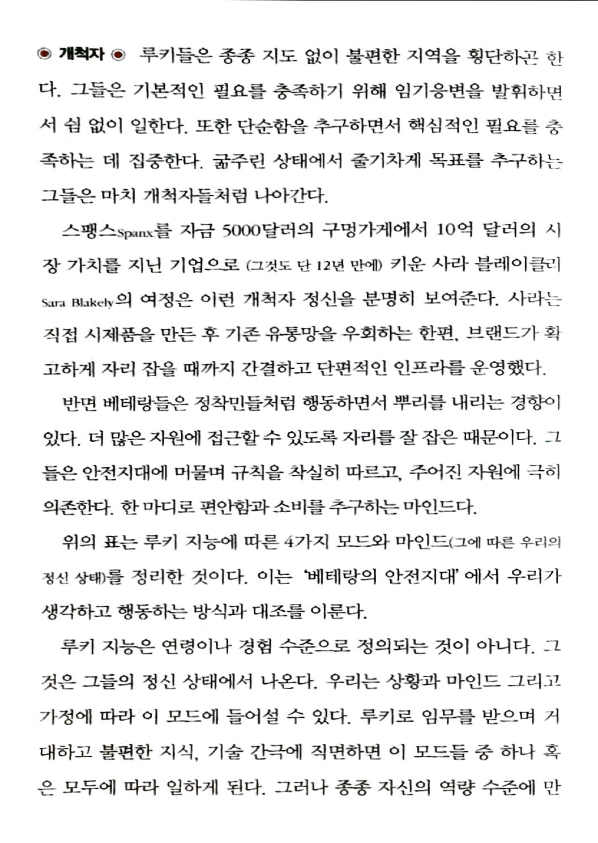 ◉ 개척자 ◉ 루키들은 종종 지도 없이 불편한 지역을 횡단하곤 한
다. 그들은 기본적인 필요를 충족하기 위해 임기응변을 발휘하면
서 쉼 없이 일한다. 또한 단순함을 추구하면서 핵심적인 필요를 충
족하는 데 집중한다. 굶주린 상태에서 줄기차게 목표를 추구하는
그들은 마치 개척자들처럼 나아간다.
스팽스Spanx를 자금 5000달러의 구멍가게에서 10억 달러의 시
장 가치를 지닌 기업으로 (그것도 단 12년 만에) 키운 사라 블레이클리
Sara Blakely의 여정은 이런 개척자 정신을 분명히 보여준다. 사라는
직접 시제품을 만든 후 기존 유통망을 우회하는 한편, 브랜드가 확
고하게 자리 잡을 때까지 간결하고 단편적인 인프라를 운영했다.
반면 베테랑들은 정착민들처럼 행동하면서 뿌리를 내리는 경향이
있다. 더 많은 자원에 접근할 수 있도록 자리를 잘 잡은 때문이다. 그
들은 안전지대에 머물며 규칙을 착실히 따르고, 주어진 자원에 극히
의존한다. 한 마디로 편안함과 소비를 추구하는 마인드다.
위의 표는 루키 지능에 따른 4가지 모드와 마인드(그에 따른 우리의
정신 상태)를 정리한 것이다. 이는 ‘베테랑의 안전지대’에서 우리가
생각하고 행동하는 방식과 대조를 이룬다.
루키 지능은 연령이나 경험 수준으로 정의되는 것이 아니다. 그
것은 그들의 정신 상태에서 나온다. 우리는 상황과 마인드 그리고
가정에 따라 이 모드에 들어설 수 있다. 루키로 임무를 받으며 거
대하고 불편한 지식, 기술 간극에 직면하면 이 모드들 중 하나 혹
은 모두에 따라 일하게 된다. 그러나 종종 자신의 역량 수준에 만